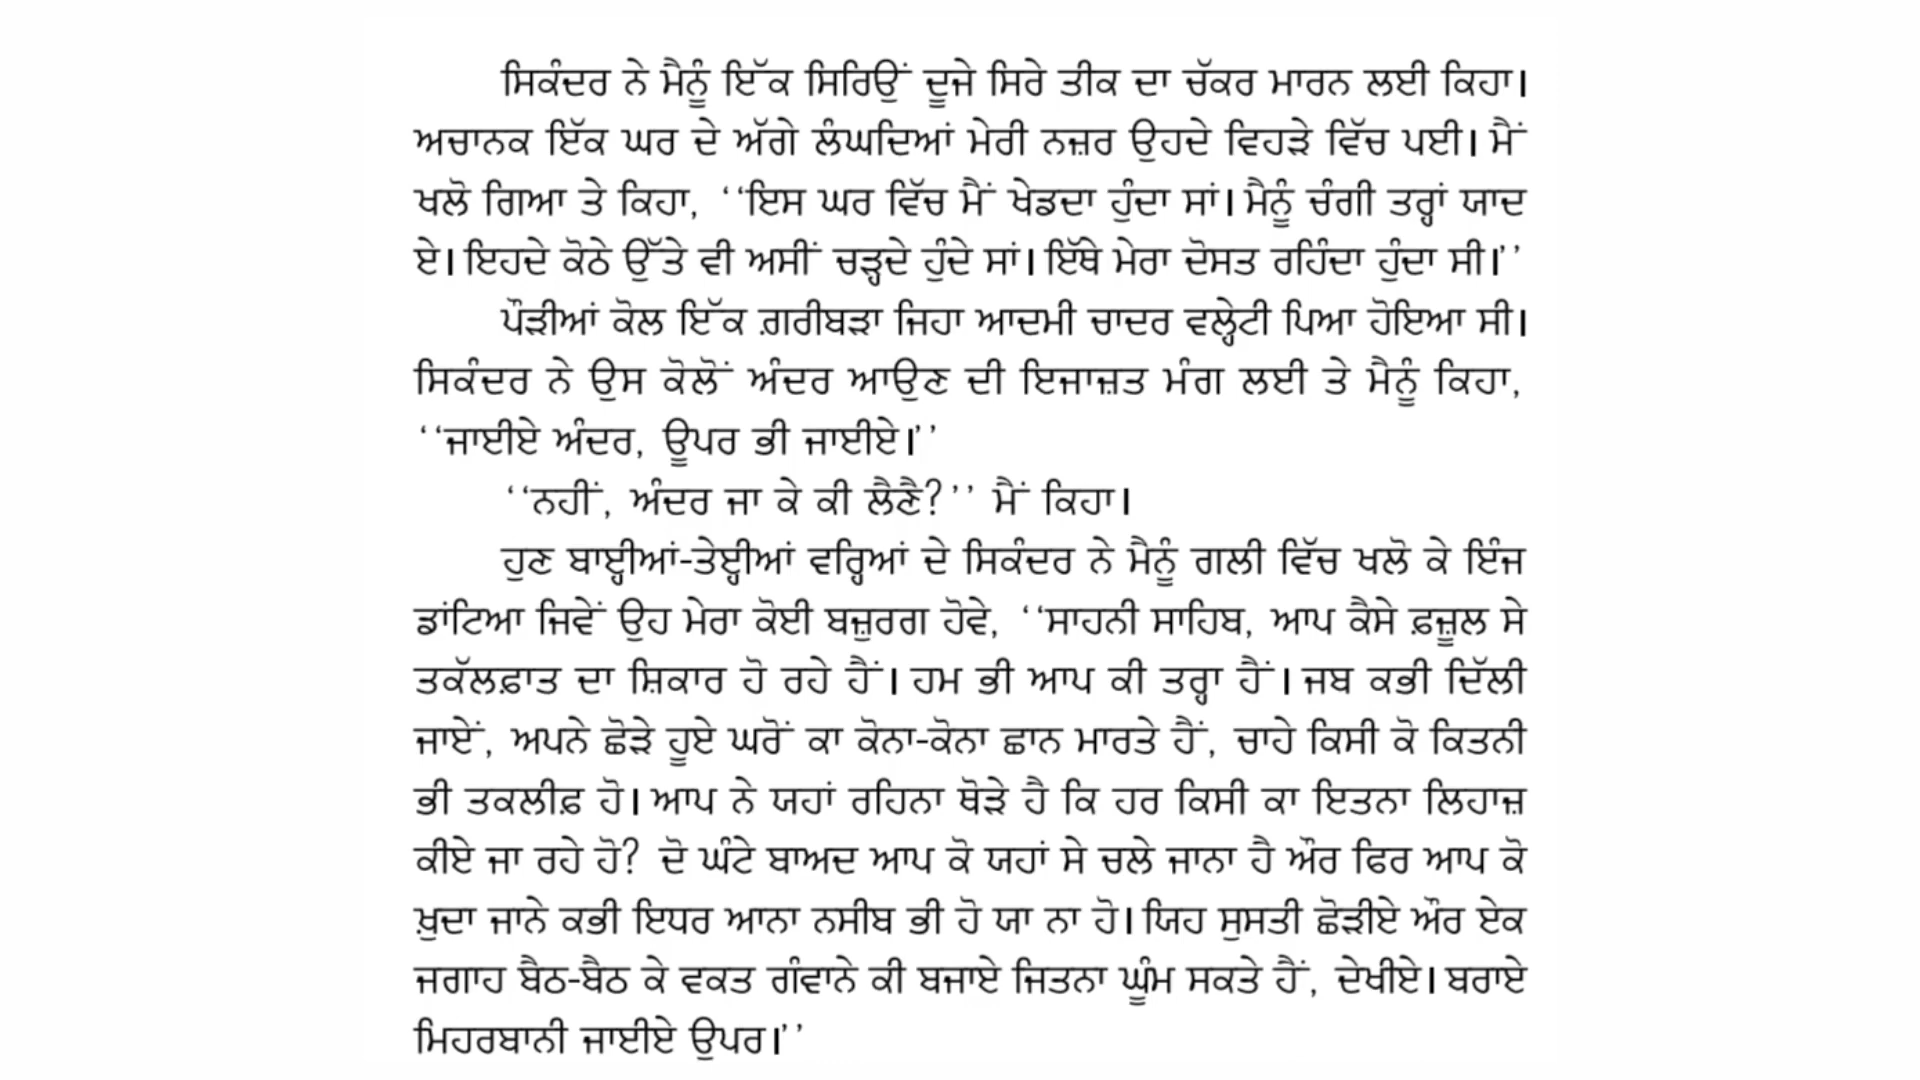 ਸਿਕੰਦਰ ਨੇ ਮੈਨੂੰ ਇੱਕ ਸਿਰਿਉਂ ਦੂਜੇ ਸਿਰੇ ਤੀਕ ਦਾ ਚੱਕਰ ਮਾਰਨ ਲਈ ਕਿਹਾ।
ਅਚਾਨਕ ਇੱਕ ਘਰ ਦੇ ਅੱਗੇ ਲੰਘਦਿਆਂ ਮੇਰੀ ਨਜ਼ਰ ਉਹਦੇ ਵਿਹੜੇ ਵਿੱਚ ਪਈ। ਮੈਂ
ਖਲੋ ਗਿਆ ਤੇ ਕਿਹਾ, ‘‘ਇਸ ਘਰ ਵਿੱਚ ਮੈਂ ਖੇਡਦਾ ਹੁੰਦਾ ਸਾਂ। ਮੈਨੂੰ ਚੰਗੀ ਤਰ੍ਹਾਂ ਯਾਦ
ਏ। ਇਹਦੇ ਕੋਠੇ ਉੱਤੇ ਵੀ ਅਸੀਂ ਚੜ੍ਹਦੇ ਹੁੰਦੇ ਸਾਂ। ਇੱਥੇ ਮੇਰਾ ਦੋਸਤ ਰਹਿੰਦਾ ਹੁੰਦਾ ਸੀ।’’
ਪੌੜੀਆਂ ਕੋਲ ਇੱਕ ਗ਼ਰੀਬੜਾ ਜਿਹਾ ਆਦਮੀ ਚਾਦਰ ਵਲ੍ਹੇਟੀ ਪਿਆ ਹੋਇਆ ਸੀ।
ਸਿਕੰਦਰ ਨੇ ਉਸ ਕੋਲੋਂ ਅੰਦਰ ਆਉਣ ਦੀ ਇਜਾਜ਼ਤ ਮੰਗ ਲਈ ਤੇ ਮੈਨੂੰ ਕਿਹਾ,
‘‘ਜਾਈਏ ਅੰਦਰ, ਊਪਰ ਭੀ ਜਾਈਏ।’’
‘‘ਨਹੀਂ, ਅੰਦਰ ਜਾ ਕੇ ਕੀ ਲੈਣੈ?’’ ਮੈਂ ਕਿਹਾ।
ਹੁਣ ਬਾਈ੍ਹਆਂ-ਤੇਈ੍ਹਆਂ ਵਰ੍ਹਿਆਂ ਦੇ ਸਿਕੰਦਰ ਨੇ ਮੈਨੂੰ ਗਲੀ ਵਿੱਚ ਖਲੋ ਕੇ ਇੰਜ
ਡਾਂਟਿਆ ਜਿਵੇਂ ਉਹ ਮੇਰਾ ਕੋਈ ਬਜ਼ੁਰਗ ਹੋਵੇ, ‘‘ਸਾਹਨੀ ਸਾਹਿਬ, ਆਪ ਕੈਸੇ ਫ਼ਜ਼ੂਲ ਸੇ
ਤਕੱਲਫ਼ਾਤ ਦਾ ਸ਼ਿਕਾਰ ਹੋ ਰਹੇ ਹੈਂ। ਹਮ ਭੀ ਆਪ ਕੀ ਤਰ੍ਹਾ ਹੈਂ। ਜਬ ਕਭੀ ਦਿੱਲੀ
ਜਾਏਂ, ਅਪਨੇ ਛੋੜੇ ਹੂਏ ਘਰੋਂ ਕਾ ਕੋਨਾ-ਕੋਨਾ ਛਾਨ ਮਾਰਤੇ ਹੈਂ, ਚਾਹੇ ਕਿਸੀ ਕੋ ਕਿਤਨੀ
ਭੀ ਤਕਲੀਫ਼ ਹੋ। ਆਪ ਨੇ ਯਹਾਂ ਰਹਿਨਾ ਥੋੜੇ ਹੈ ਕਿ ਹਰ ਕਿਸੀ ਕਾ ਇਤਨਾ ਲਿਹਾਜ਼
ਕੀਏ ਜਾ ਰਹੇ ਹੋ? ਦੋ ਘੰਟੇ ਬਾਅਦ ਆਪ ਕੋ ਯਹਾਂ ਸੇ ਚਲੇ ਜਾਨਾ ਹੈ ਔਰ ਫਿਰ ਆਪ ਕੋ
ਖ਼ੁਦਾ ਜਾਨੇ ਕਭੀ ਇਧਰ ਆਨਾ ਨਸੀਬ ਭੀ ਹੋ ਯਾ ਨਾ ਹੋ। ਯਿਹ ਸੁਸਤੀ ਛੋੜੀਏ ਔਰ ਏਕ
ਜਗਾਹ ਬੈਠ-ਬੈਠ ਕੇ ਵਕਤ ਗੰਵਾਨੇ ਕੀ ਬਜਾਏ ਜਿਤਨਾ ਘੂੰਮ ਸਕਤੇ ਹੈਂ, ਦੇਖੀਏ। ਬਰਾਏ
ਮਿਹਰਬਾਨੀ ਜਾਈਏ ਉਪਰ।’’